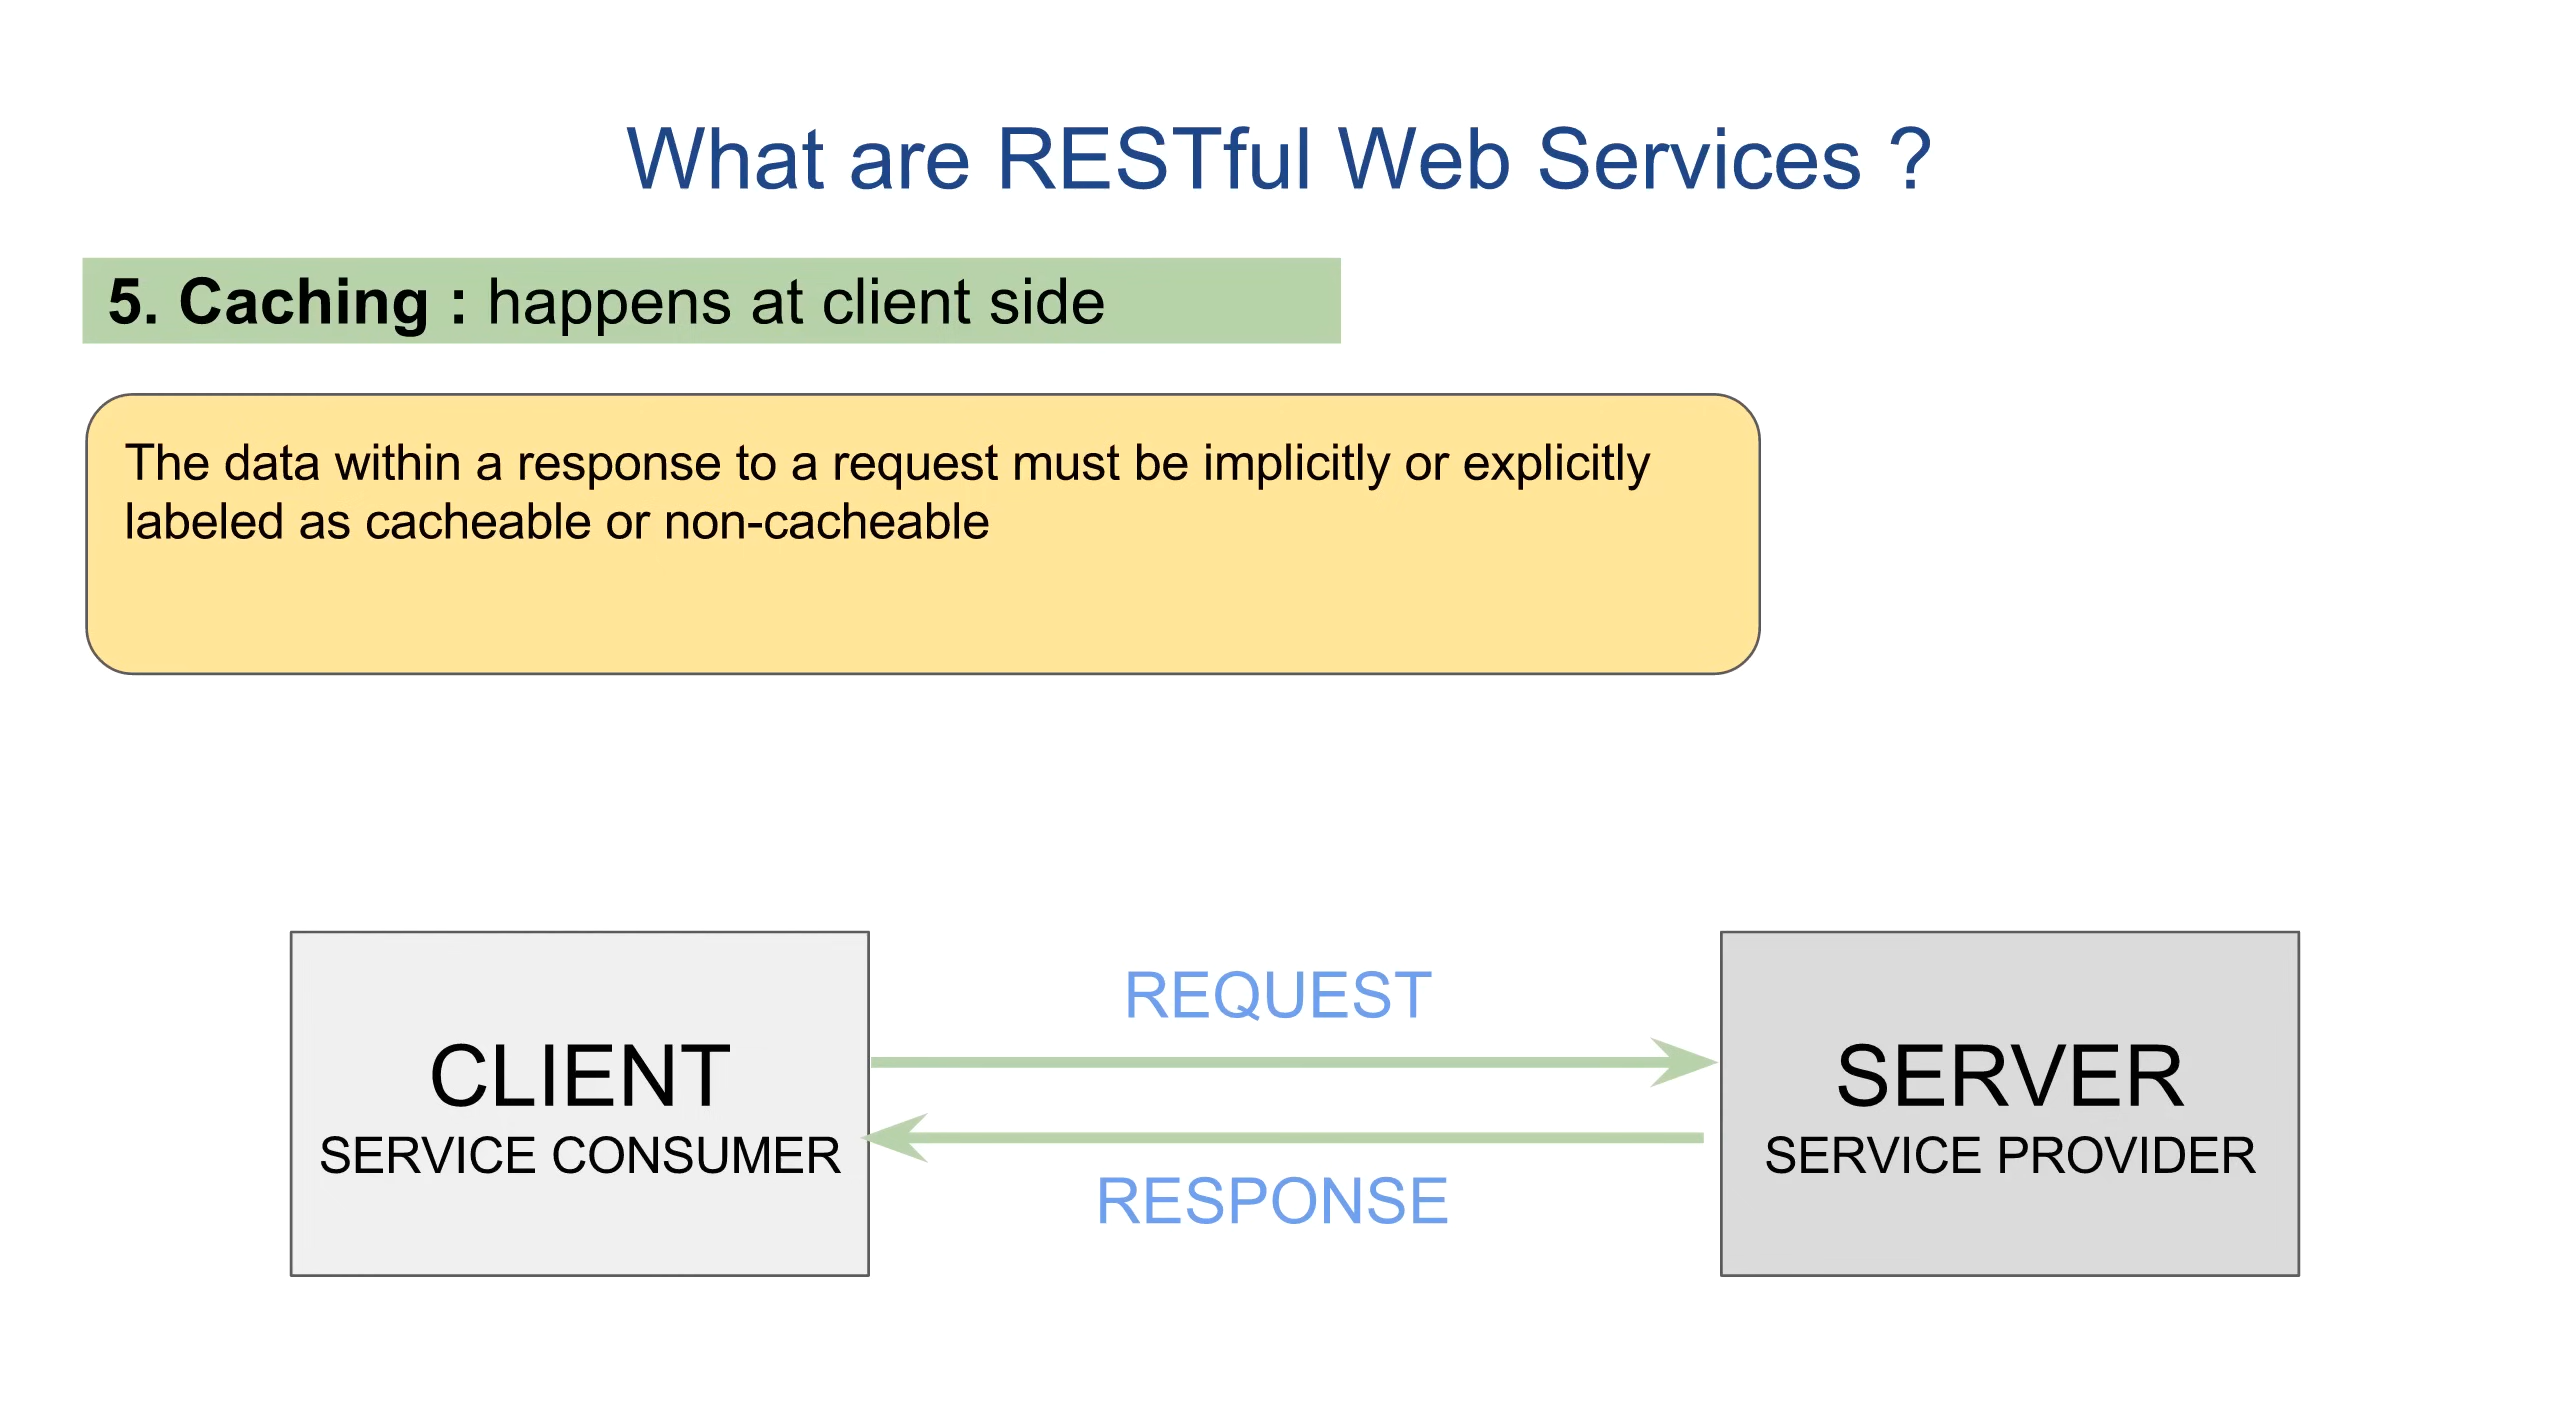 What are RESTful Web Services ?
5. Caching : happens at client side
The data within a response to a request must be implicitly or explicitly
labeled as cacheable or non-cacheable
REQUEST
CLIENT
SERVICE CONSUMER
SERVER
SERVICE PROVIDER
RESPONSE